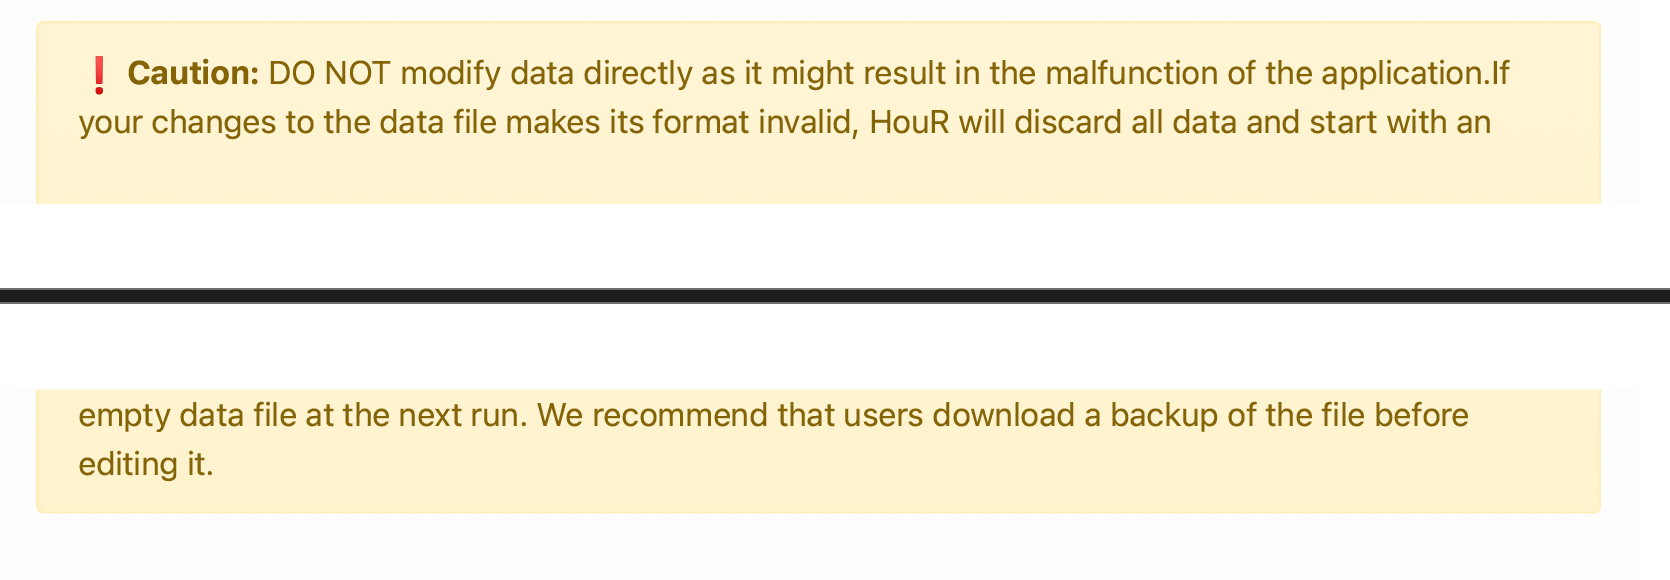 ❗ Caution: DO NOT modify data directly as it might result in the malfunction of the application.If
your changes to the data file makes its format invalid, HouR will discard all data and start with an
empty data file at the next run. We recommend that users download a backup of the file before
editing it.